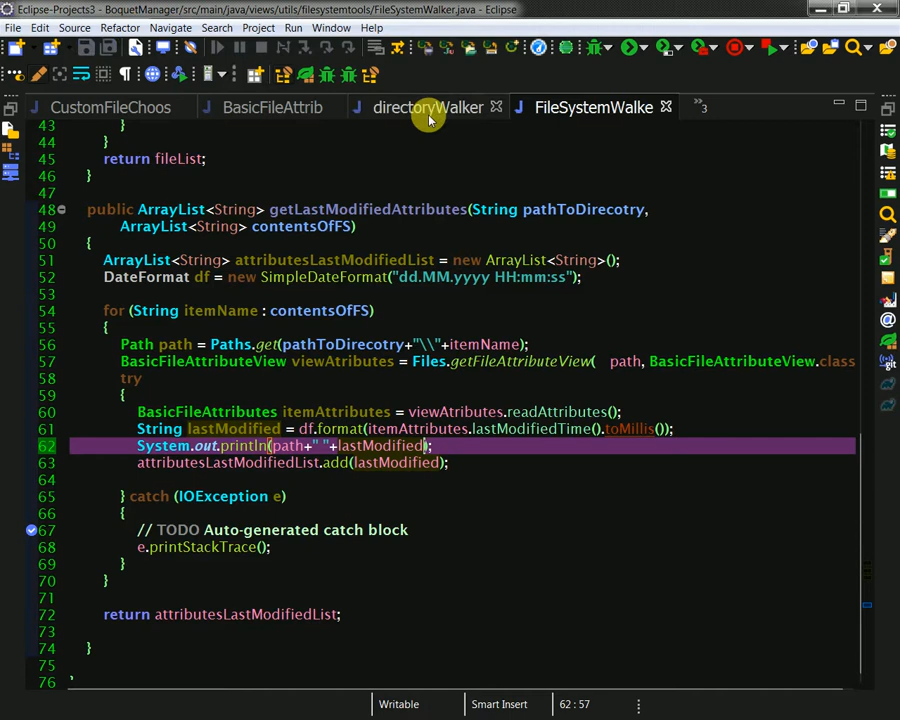 Eclipse-Projects3 - BoquetManager/src/main/java/views/utils/filesystemtools/FileSystemWalker.java - Eclipse
File Edit Source Refactor Navigate Search Project Run Window Help
CustomFileChoos BasicFileAttrib directoryWalker FileSystemWalke 3
43 }
44 }
45 return fileList;
46 }
47
48 public ArrayList<String> getLastModifiedAttributes(String pathToDirecotry,
49 ArrayList<String> contentsOfFS)
50 {
51 ArrayList<String> attributesLastModifiedList = new ArrayList<String>();
52 DateFormat df = new SimpleDateFormat("dd.MM.yyyy HH:mm:ss");
53
54 for (String itemName : contentsOfFS)
55 {
56 Path path = Paths.get(pathToDirecotry+"\\"+itemName);
57 BasicFileAttributeView viewAtributes = Files.getFileAttributeView( path, BasicFileAttributeView.class
58 try
59 {
60 BasicFileAttributes itemAttributes = viewAtributes.readAttributes();
61 String lastModified = df.format(itemAttributes.lastModifiedTime().toMillis());
62 System.out.println(path+" "+lastModified);
63 attributesLastModifiedList.add(lastModified);
64
65 } catch (IOException e)
66 {
67 // TODO Auto-generated catch block
68 e.printStackTrace();
69 }
70 }
71
72 return attributesLastModifiedList;
73
74 }
75
76
Writable Smart Insert 62 : 57